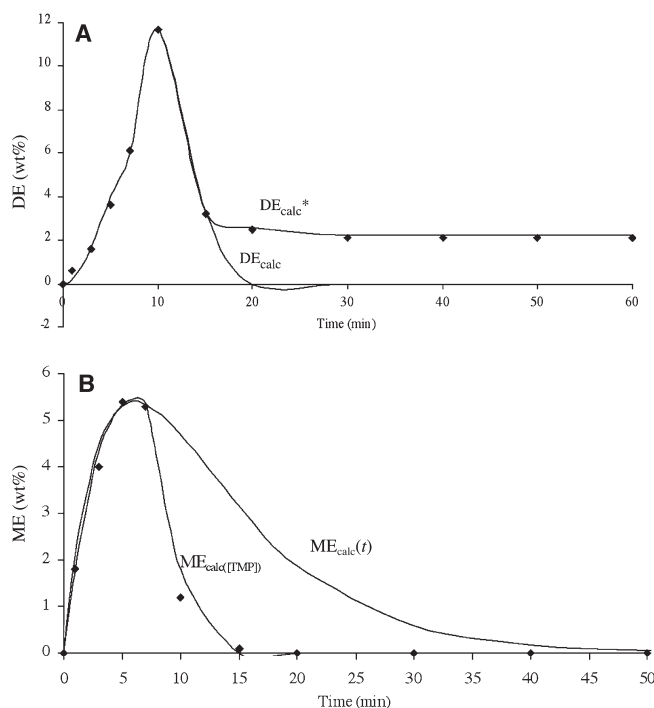 A
12
10
8
6
4
2
0
-2
DE (wt%)
DEcalc*
DEcalc
0 10 20 30 40 50 60
Time (min)
B
6
5
4
3
2
1
0
ME (wt%)
MEcalc(t)
MEcalc([TMP])
0 5 10 15 20 25 30 35 40 45 50
Time (min)